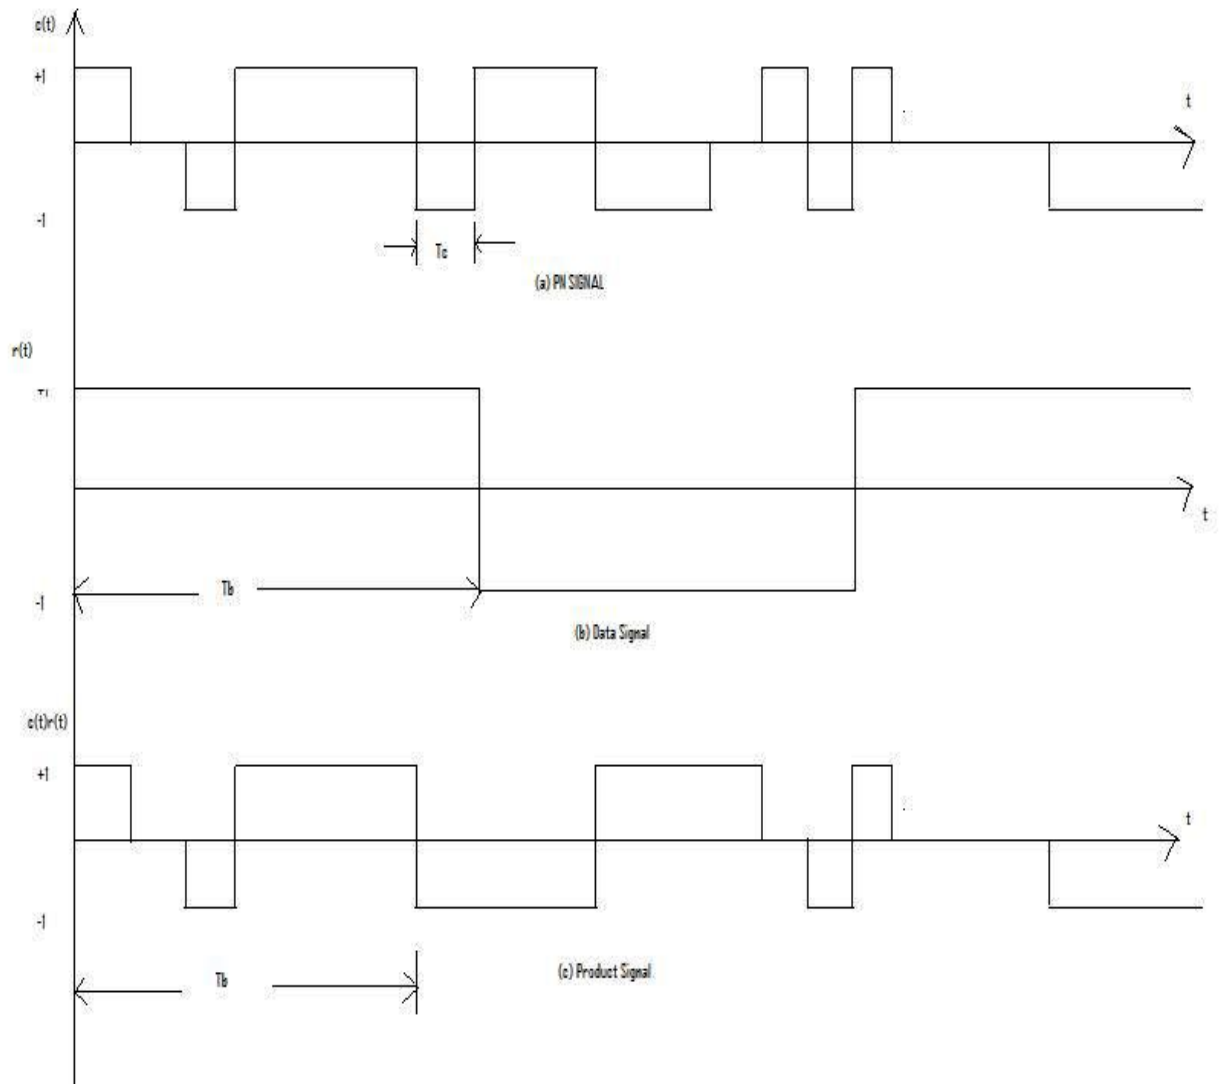 c(t)
+1
t
-1
Tc
(a) PN SIGNAL
r(t)
t
Tb
-1
(b) Data Signal
c(t)r(t)
+1
t
-1
Tb
(c) Product Signal